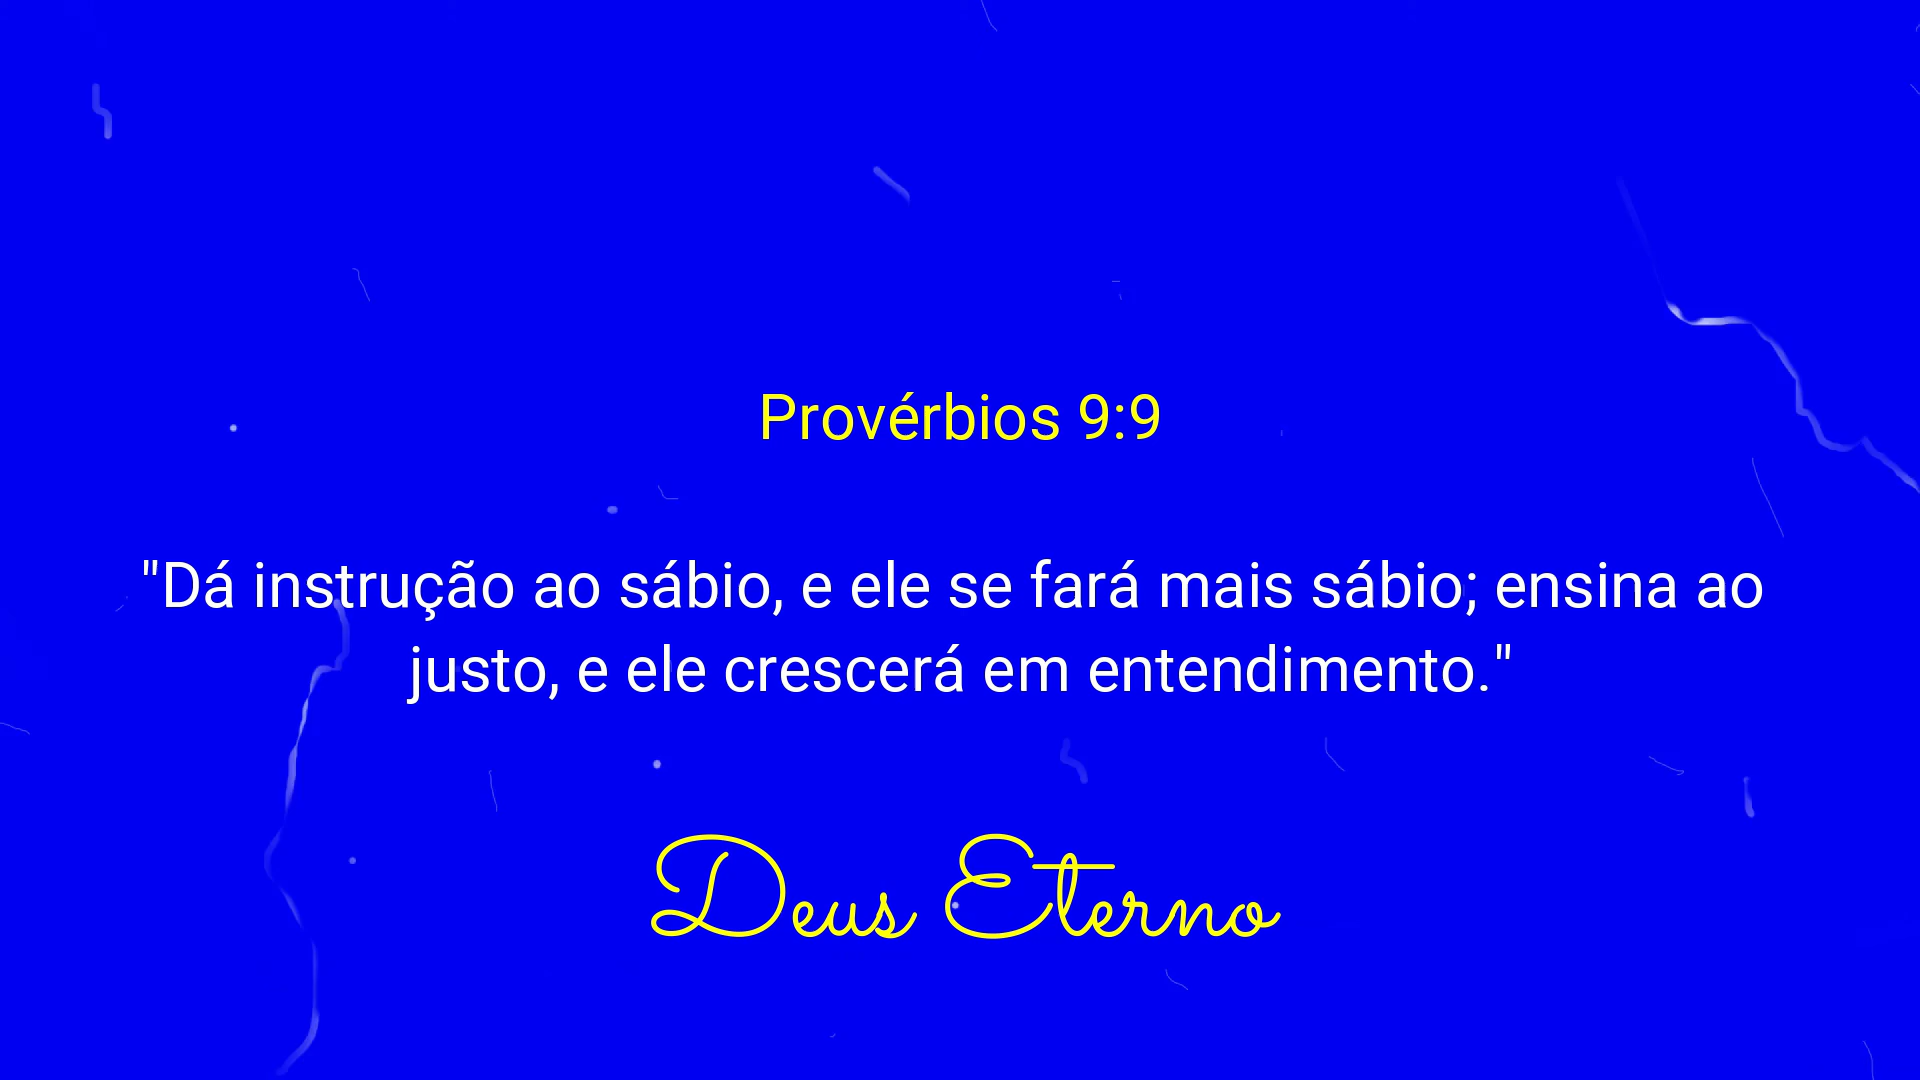 Provérbios 9:9
"Dá instrução ao sábio, e ele se fará mais sábio; ensina ao
justo, e ele crescerá em entendimento."
Deus Eterno